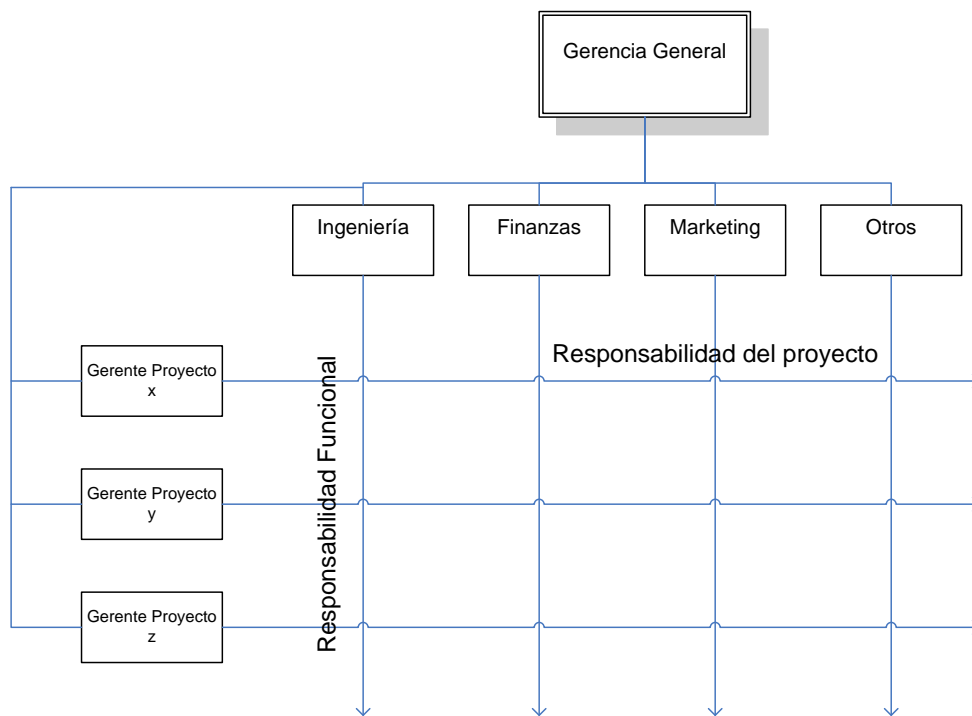 Gerencia General
Ingeniería
Finanzas
Marketing
Otros
Responsabilidad del proyecto
Gerente Proyecto
x
Responsabilidad Funcional
Gerente Proyecto
y
Gerente Proyecto
z